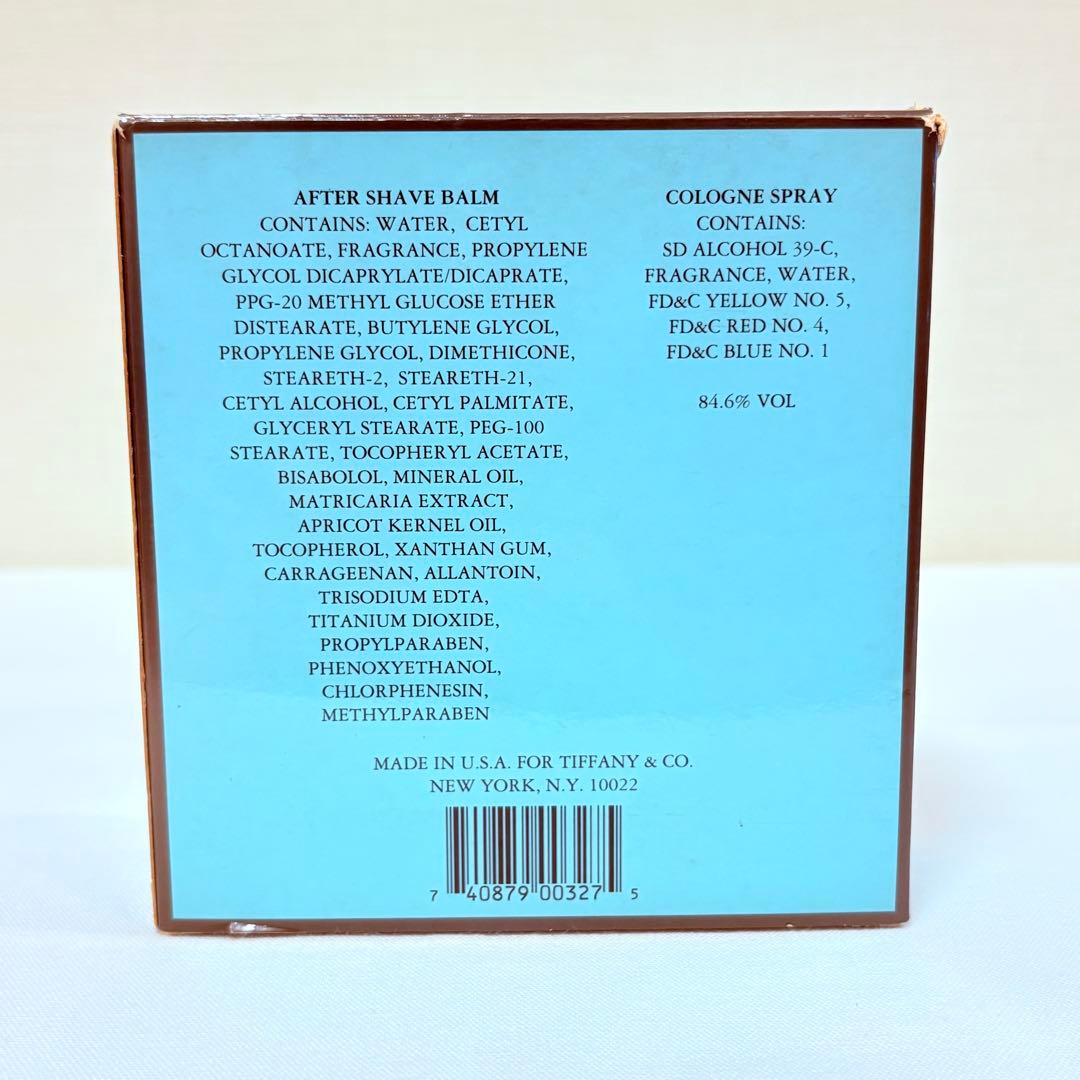 AFTER SHAVE BALM
CONTAINS: WATER, CETYL
OCTANOATE, FRAGRANCE, PROPYLENE
GLYCOL DICAPRYLATE/DICAPRATE,
PPG-20 METHYL GLUCOSE ETHER
DISTEARATE, BUTYLENE GLYCOL,
PROPYLENE GLYCOL, DIMETHICONE,
STEARETH-2, STEARETH-21,
CETYL ALCOHOL, CETYL PALMITATE,
GLYCERYL STEARATE, PEG-100
STEARATE, TOCOPHERYL ACETATE,
BISABOLOL, MINERAL OIL,
MATRICARIA EXTRACT,
APRICOT KERNEL OIL,
TOCOPHEROL, XANTHAN GUM,
CARRAGEENAN, ALLANTOIN,
TRISODIUM EDTA,
TITANIUM DIOXIDE,
PROPYLPARABEN,
PHENOXYETHANOL,
CHLORPHENESIN,
METHYLPARABEN
COLOGNE SPRAY
CONTAINS:
SD ALCOHOL 39-C,
FRAGRANCE, WATER,
FD&C YELLOW NO. 5,
FD&C RED NO. 4,
FD&C BLUE NO. 1
84.6% VOL
MADE IN U.S.A. FOR TIFFANY & CO.
NEW YORK, N.Y. 10022
7 40879 00327 5